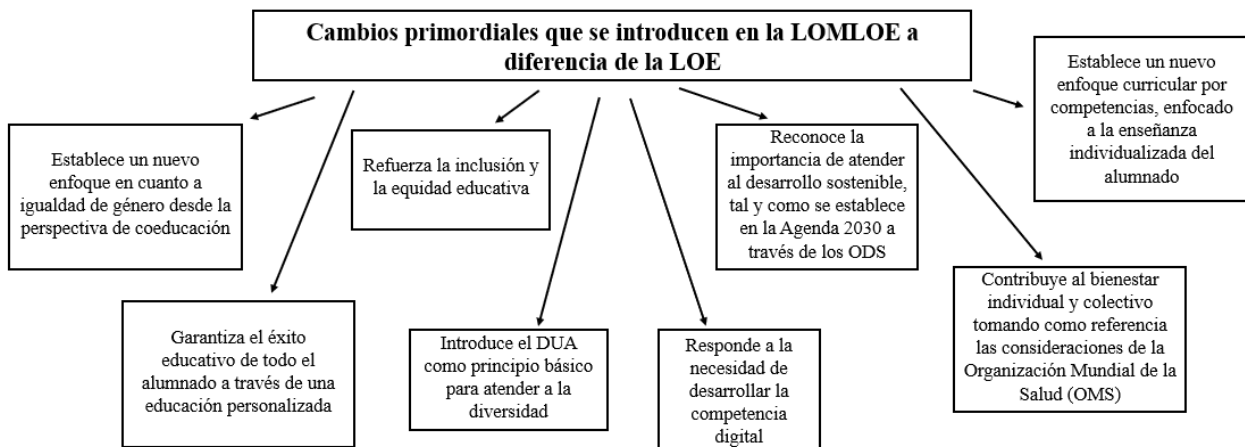 Cambios primordiales que se introducen en la LOMLOE a
diferencia de la LOE
Establece un nuevo
enfoque curricular por
competencias, enfocado
a la enseñanza
individualizada del
alumnado
Establece un nuevo
enfoque en cuanto a
igualdad de género desde la
perspectiva de coeducación
Refuerza la inclusión y
la equidad educativa
Reconoce la
importancia de atender
al desarrollo sostenible,
tal y como se establece
en la Agenda 2030 a
través de los ODS
Garantiza el éxito
educativo de todo el
alumnado a través de una
educación personalizada
Introduce el DUA
como principio básico
para atender a la
diversidad
Responde a la
necesidad de
desarrollar la
competencia
digital
Contribuye al bienestar
individual y colectivo
tomando como referencia
las consideraciones de la
Organización Mundial de la
Salud (OMS)